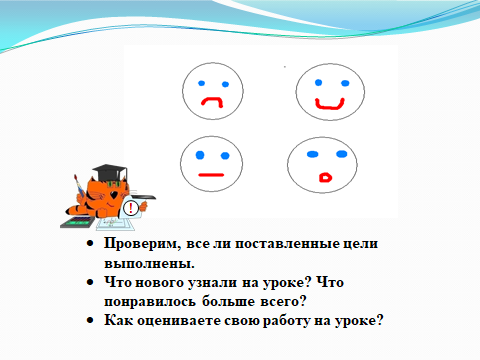 !
• Проверим, все ли поставленные цели
выполнены.
• Что нового узнали на уроке? Что
понравилось больше всего?
• Как оцениваете свою работу на уроке?